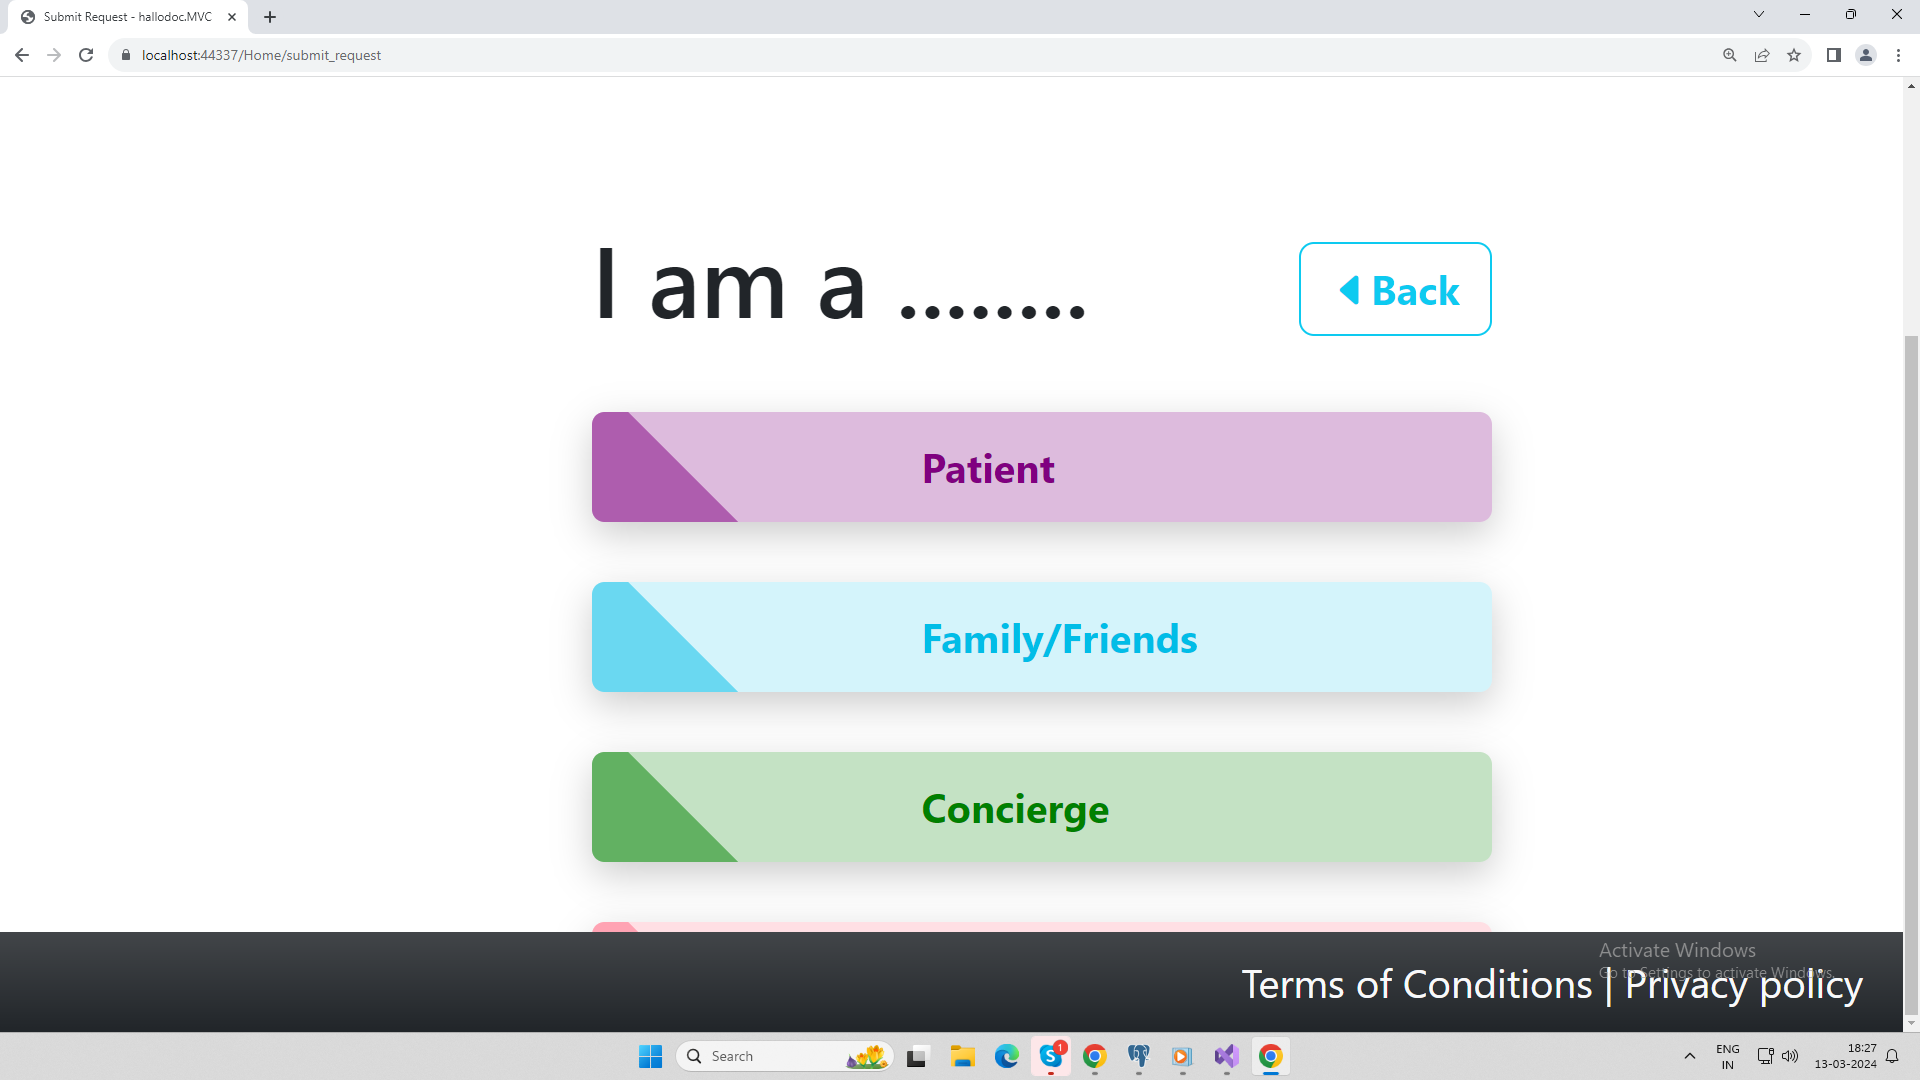 Submit Request - hallodoc.MVC
localhost:44337/Home/submit_request
I am a ........
Back
Patient
Family/Friends
Concierge
Activate Windows
Go to Settings to activate Windows.
Terms of Conditions | Privacy policy
Search
1
ENG
IN
18:27
13-03-2024